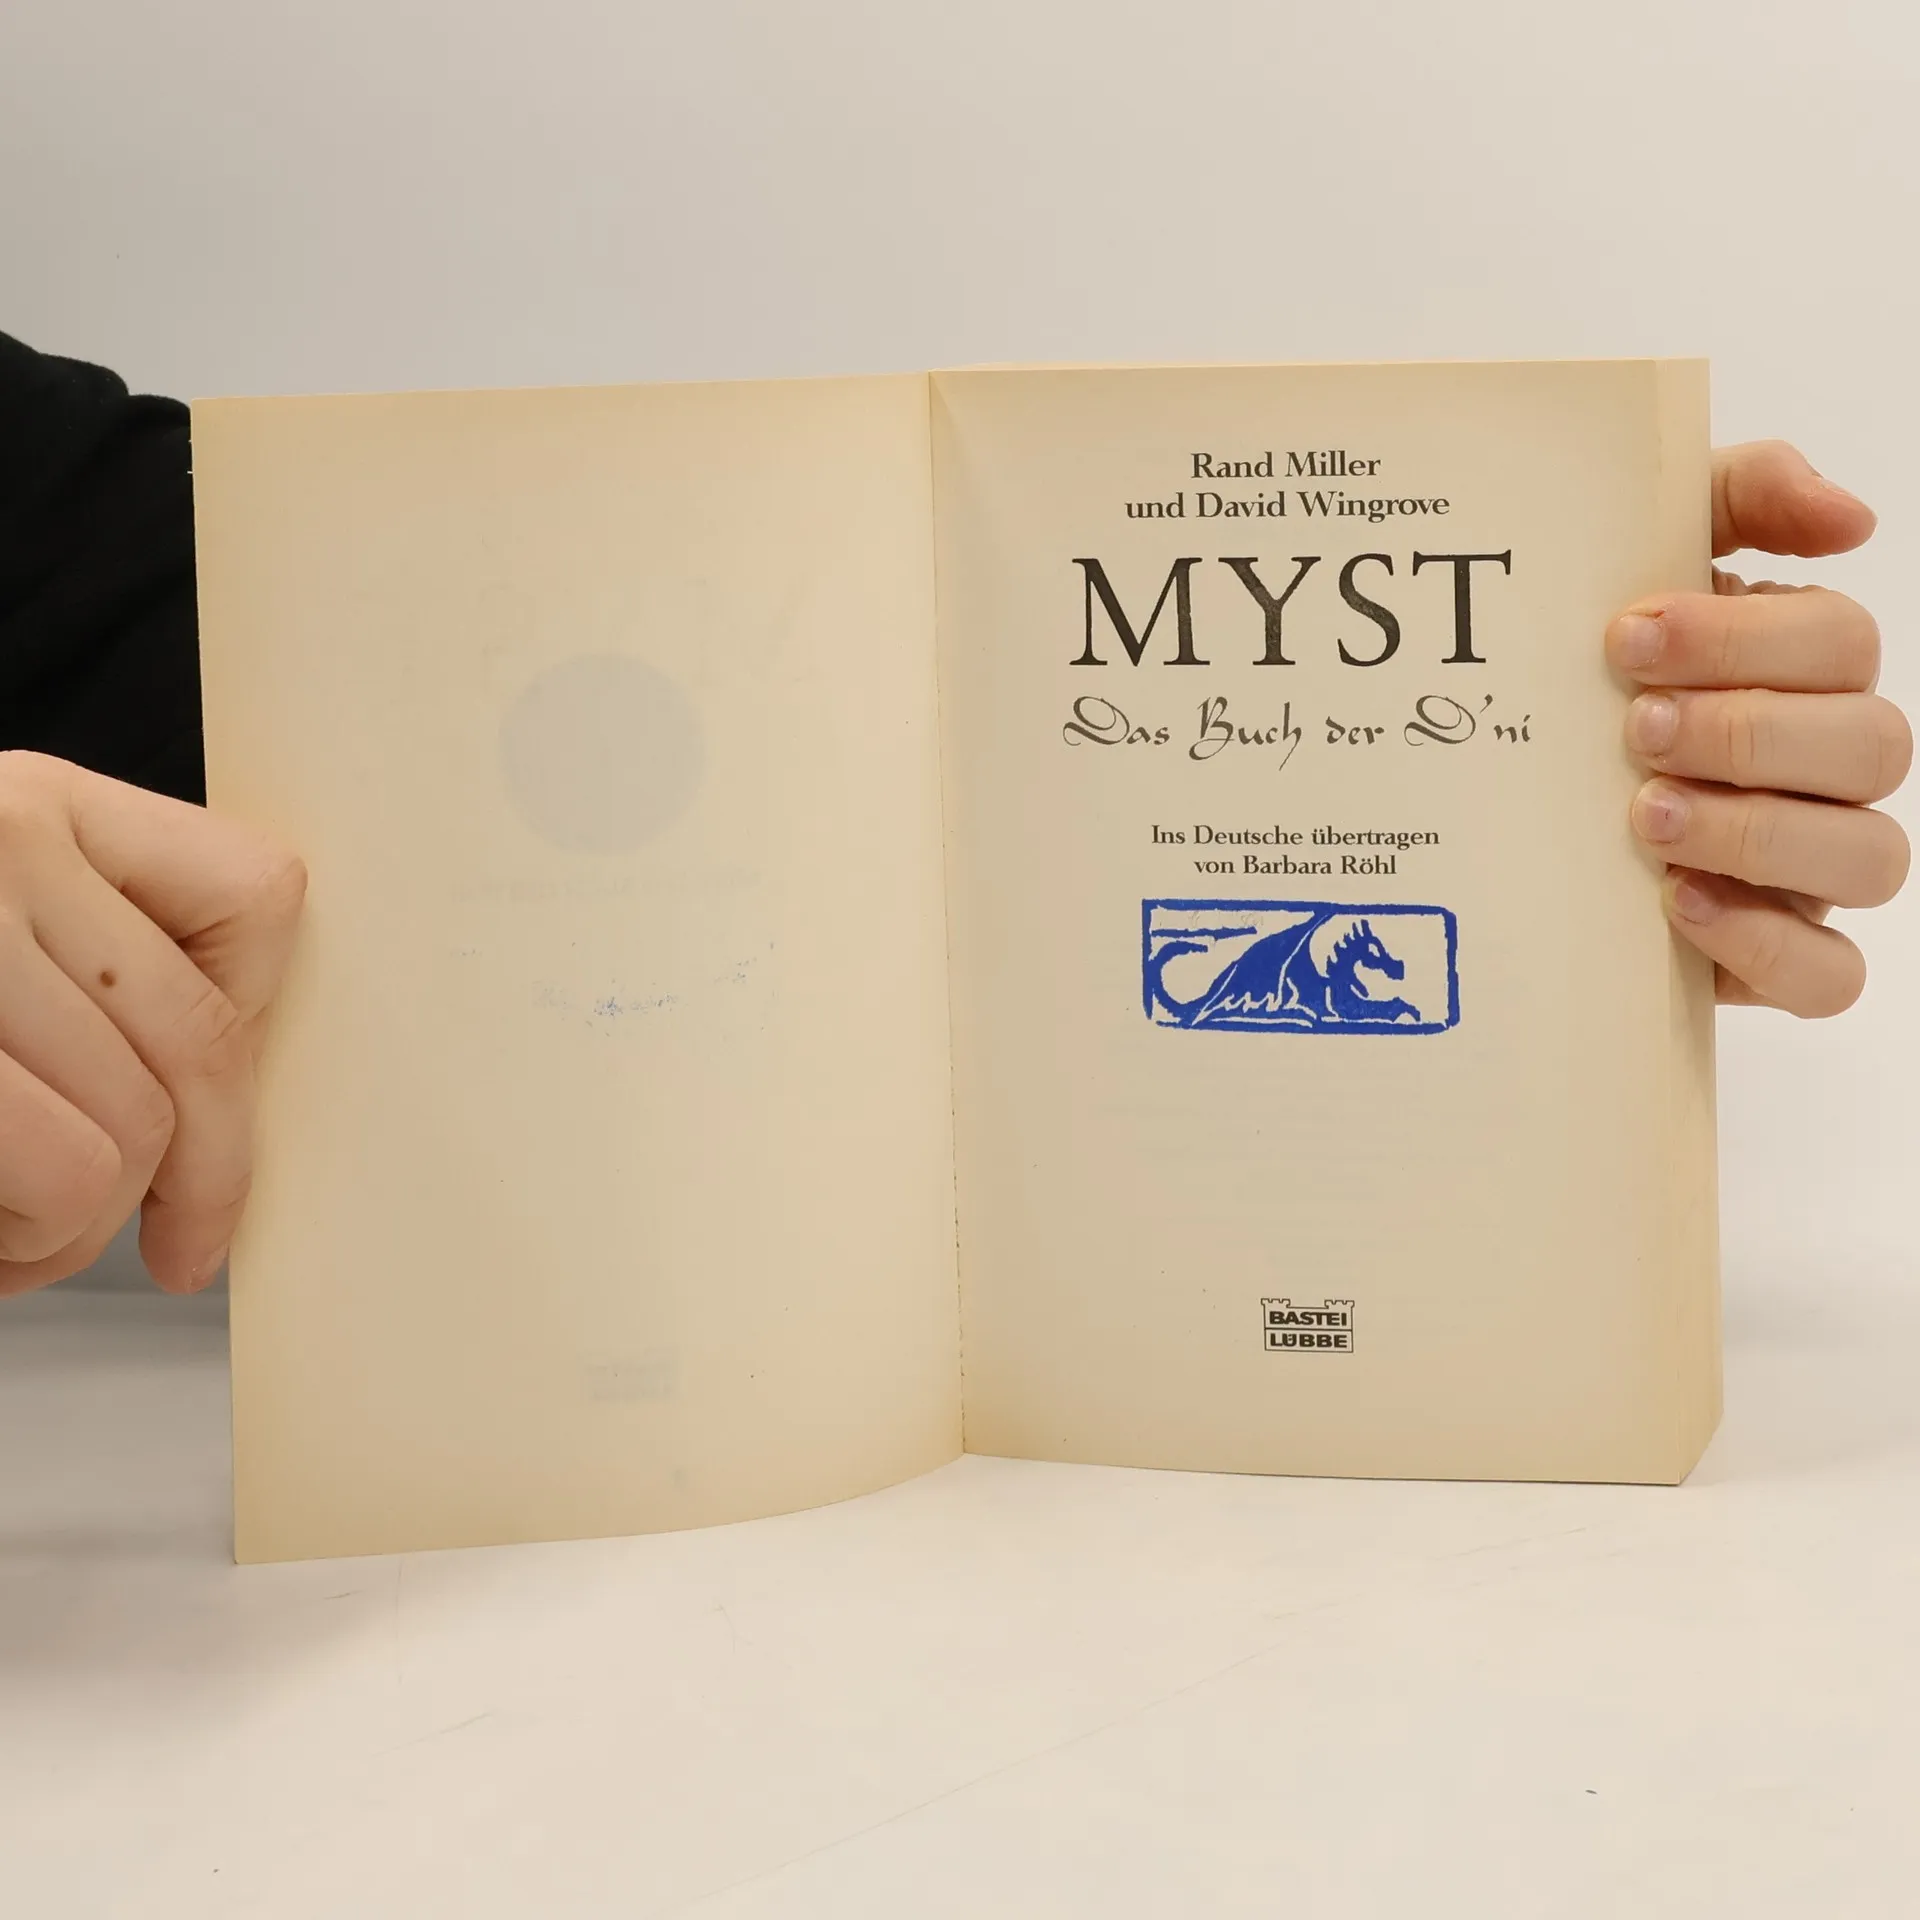 Rand Miller
und David Wingrove
MYST
Das Buch der D'ni
Ins Deutsche übertragen
von Barbara Röhl
BASTEI
LÜBBE